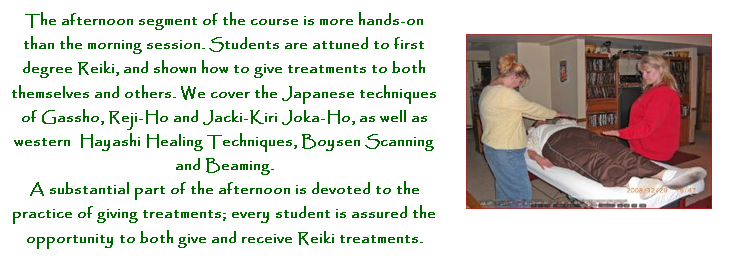 The afternoon segment of the course is more hands-on
than the morning session. Students are attuned to first
degree Reiki, and shown how to give treatments to both
themselves and others. We cover the Japanese techniques
of Gassho, Reji-Ho and Jacki-Kiri Joka-Ho, as well as
western Hayashi Healing Techniques, Boysen Scanning
and Beaming.
A substantial part of the afternoon is devoted to the
practice of giving treatments; every student is assured the
opportunity to both give and receive Reiki treatments.
2008/12/29